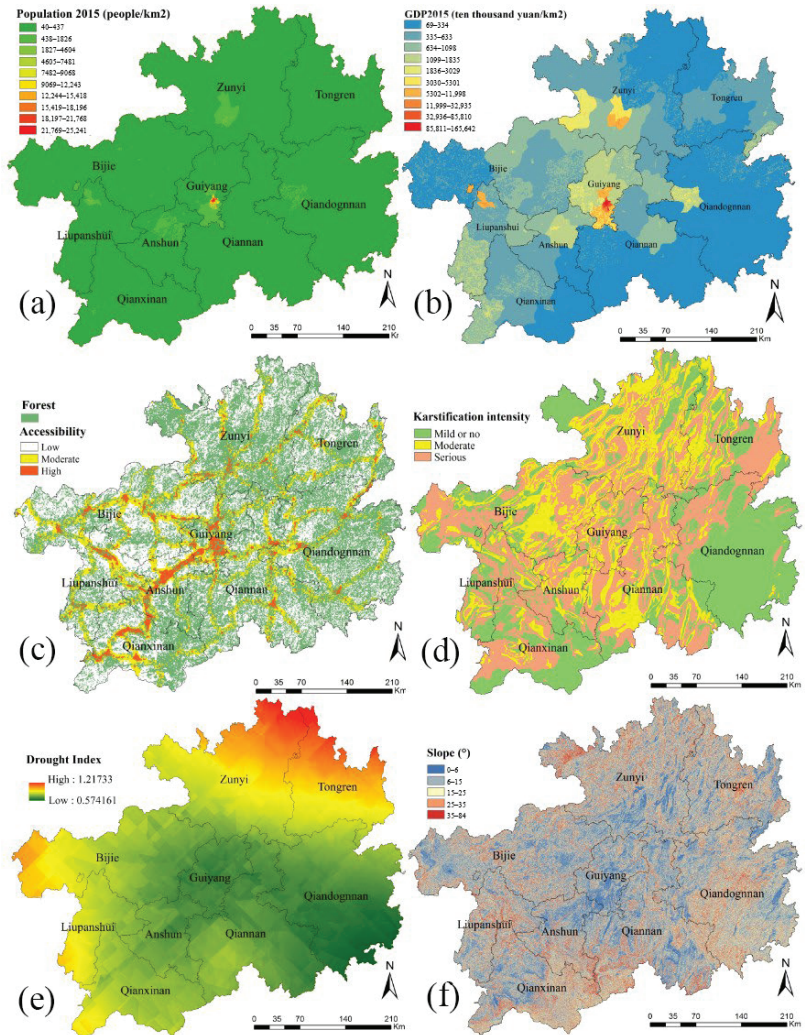 Population 2015 (people/km2)
40–437
438–1826
1827–4604
4605–7481
7482–9068
9069–12,243
12,244–15,418
15,419–18,196
18,197–21,768
21,769–25,241
Zunyi
Tongren
Bijie
Guiyang
Qiandognnan
Liupanshui
Anshun
Qiannan
Qianxinan
(a)
N
0 35 70 140 210
Km
GDP2015 (ten thousand yuan/km2)
69–334
335–633
634–1098
1099–1835
1836–3029
3030–5301
5302–11,998
11,999–32,935
32,936–85,810
85,811–165,642
Zunyi
Tongren
Bijie
Guiyang
Qiandognnan
Liupanshui
Anshun
Qiannan
Qianxinan
(b)
N
0 35 70 140 210
Km
Forest
Accessibility
Low
Moderate
High
Zunyi
Tongren
Bijie
Guiyang
Qiandognnan
Liupanshui
Anshun
Qiannan
Qianxinan
(c)
N
0 35 70 140 210
Km
Karstification intensity
Mild or no
Moderate
Serious
Zunyi
Tongren
Bijie
Guiyang
Qiandognnan
Liupanshui
Anshun
Qiannan
Qianxinan
(d)
N
0 35 70 140 210
Km
Drought Index
High : 1.21733
Low : 0.574161
Zunyi
Tongren
Bijie
Guiyang
Qiandognnan
Liupanshui
Anshun
Qiannan
Qianxinan
(e)
N
0 35 70 140 210
Km
Slope (°)
0–6
6–15
15–25
25–35
35–84
Zunyi
Tongren
Bijie
Guiyang
Qiandognnan
Liupanshui
Anshun
Qiannan
Qianxinan
(f)
N
0 35 70 140 210
Km